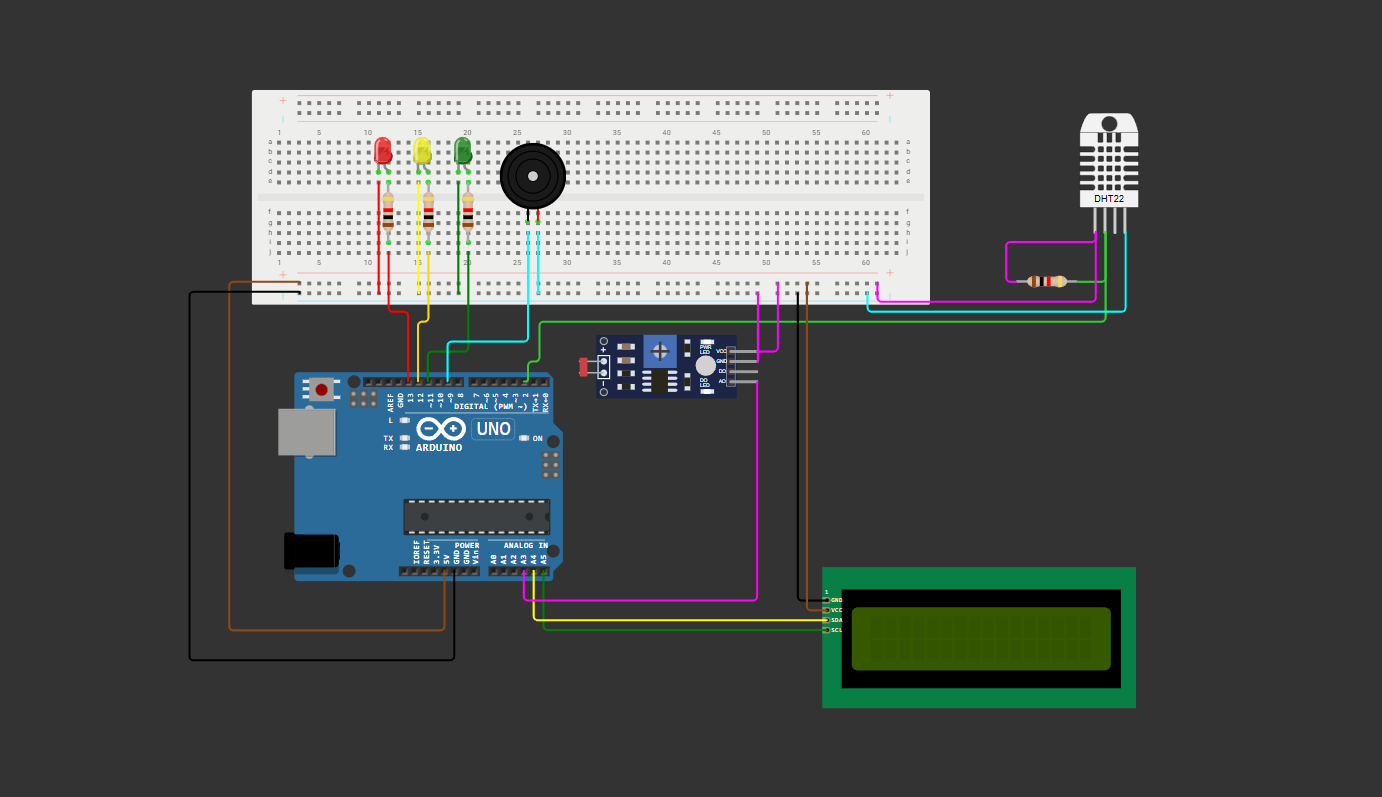 + +
1 5 10 15 20 25 30 35 40 45 50 55 60
a a
b b
c c
d d
e e
f f
g g
h h
i i
j j
1 5 10 15 20 25 30 35 40 45 50 55 60
+ +
DHT22
PWR LED
DO LED
VCC
GND
DO
AO
+
AREF
GND
13
12
~11
~10
~9
8
7
~6
~5
4
~3
2
TX→1
RX←0
DIGITAL (PWM ~)
L
TX
RX
ARDUINO
UNO
ON
IOREF
RESET
3.3V
5V
GND
GND
Vin
POWER
ANALOG IN
A0
A1
A2
A3
A4
A5
1
GND
VCC
SDA
SCL